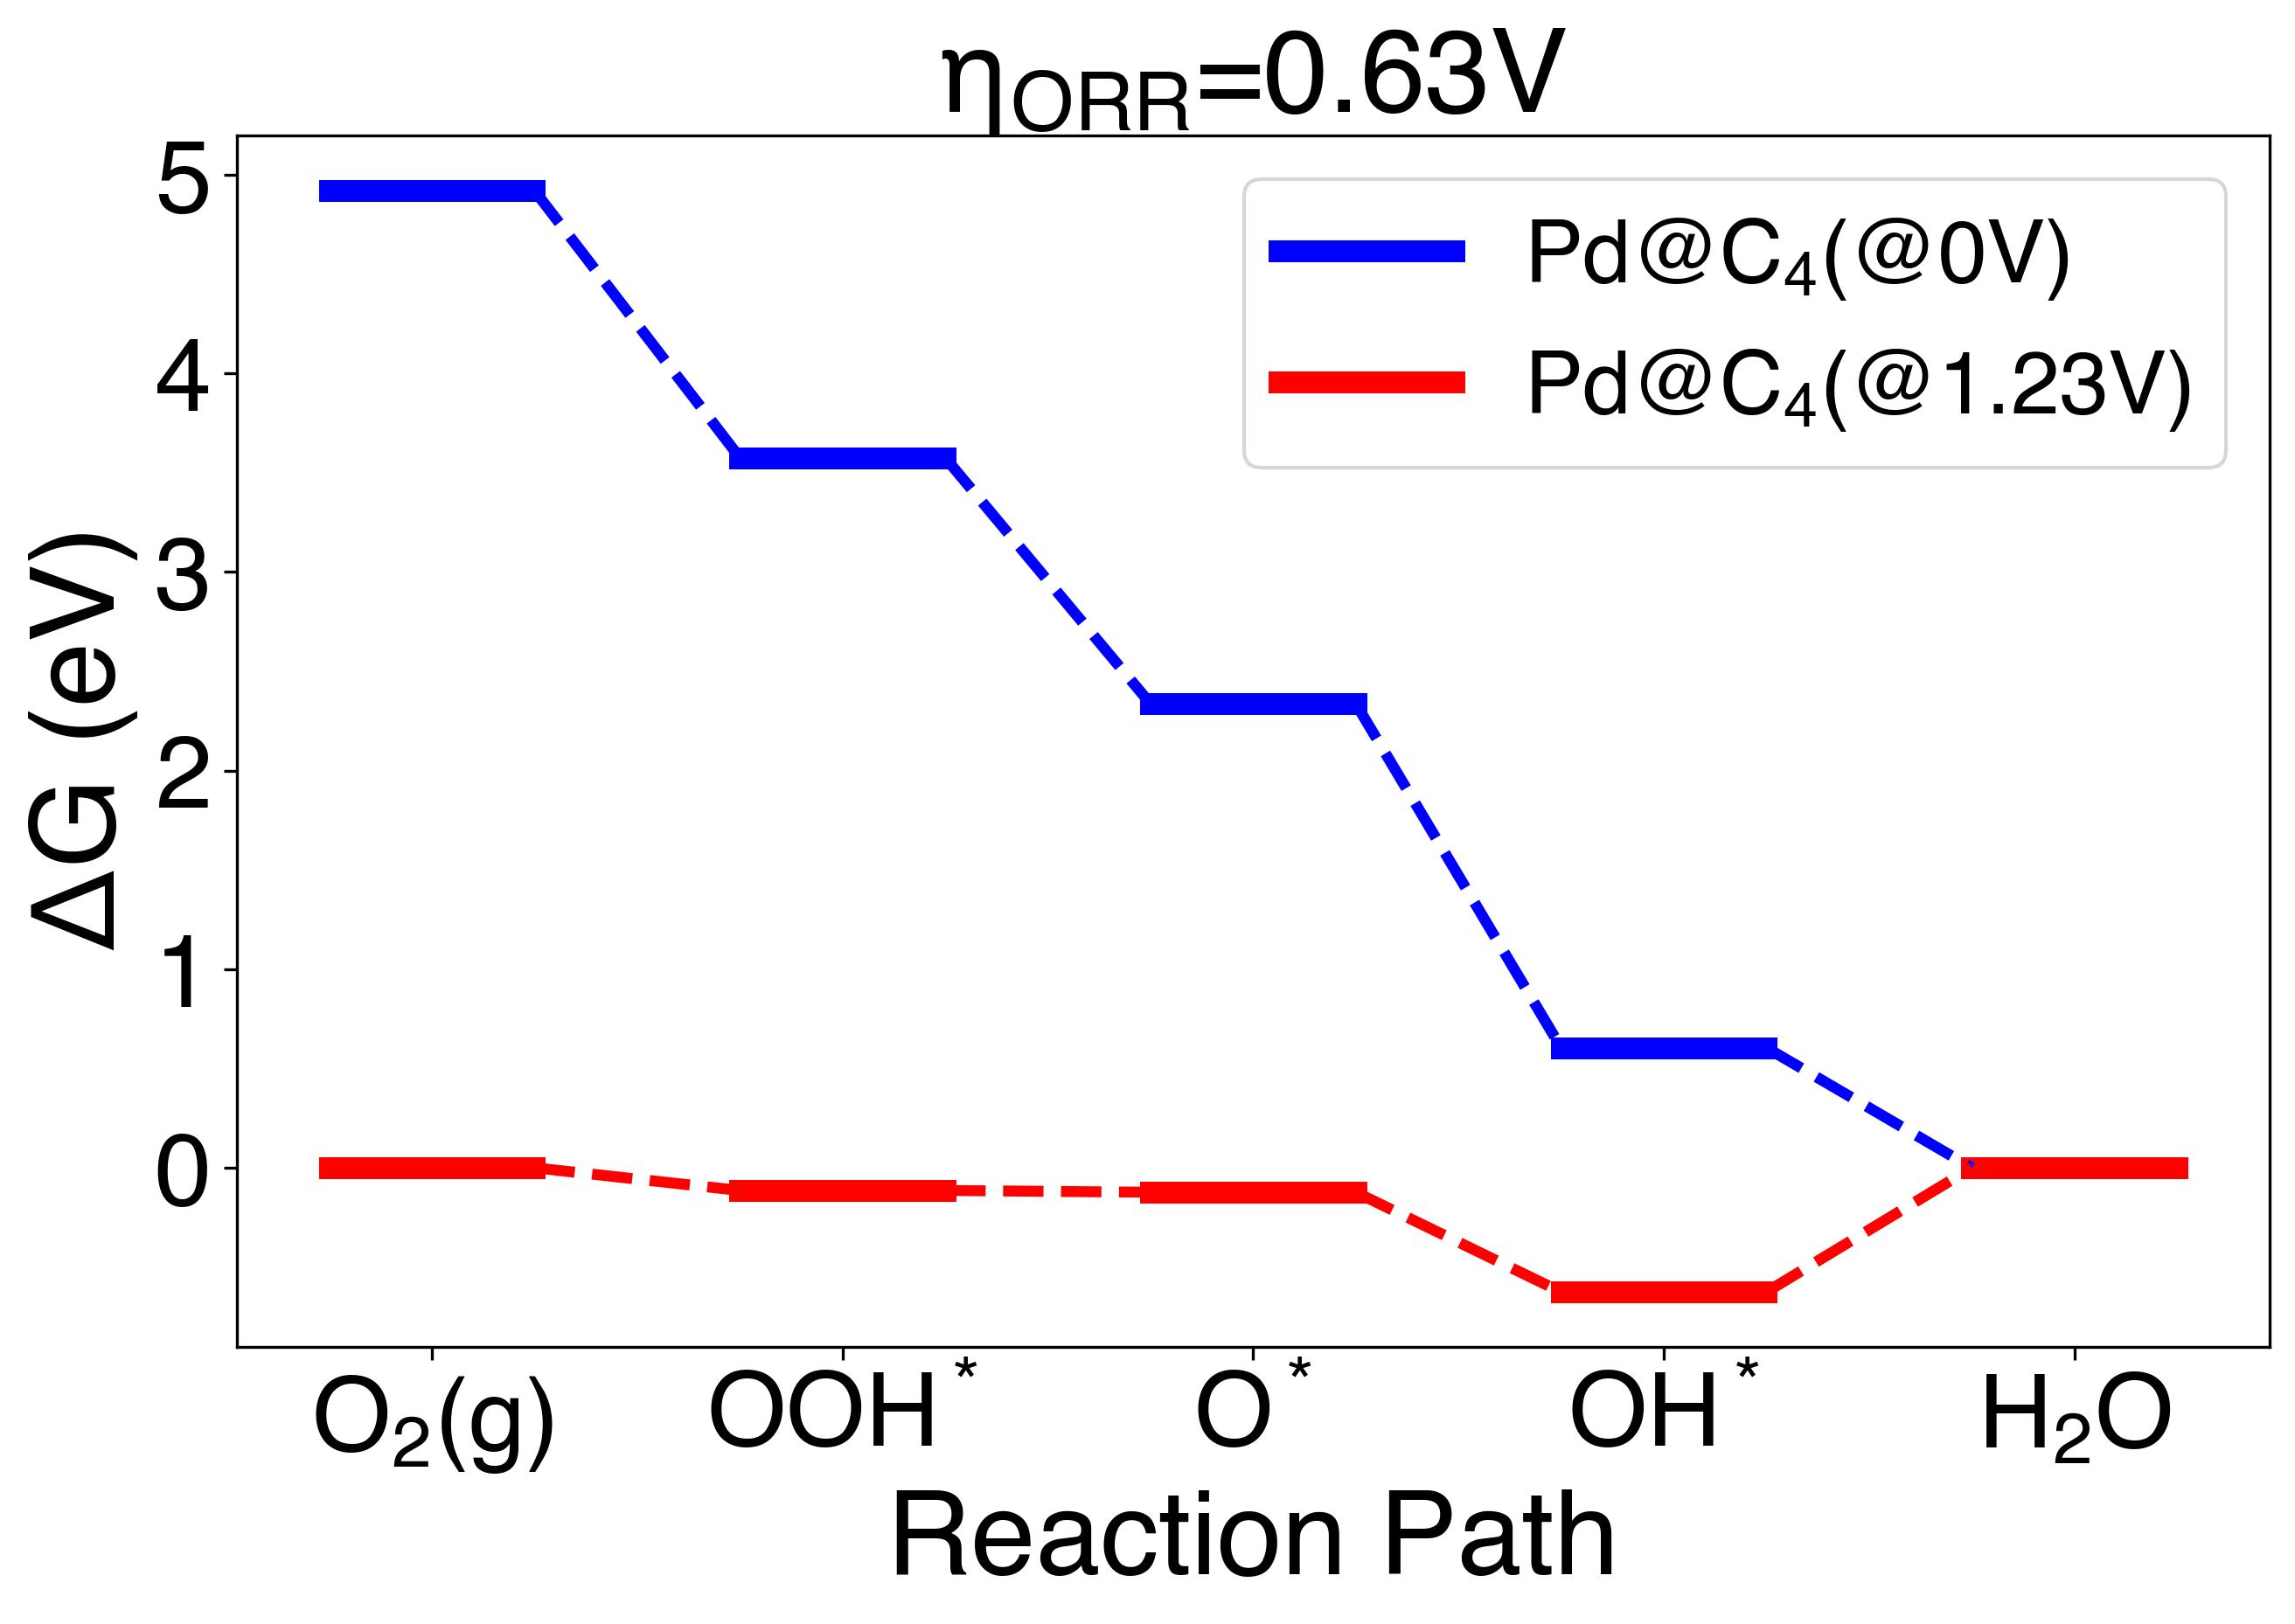 η_ORR=0.63V
Pd@C₄(@0V)
Pd@C₄(@1.23V)
ΔG (eV)
5
4
3
2
1
0
O₂(g) OOH* O* OH* H₂O
Reaction Path